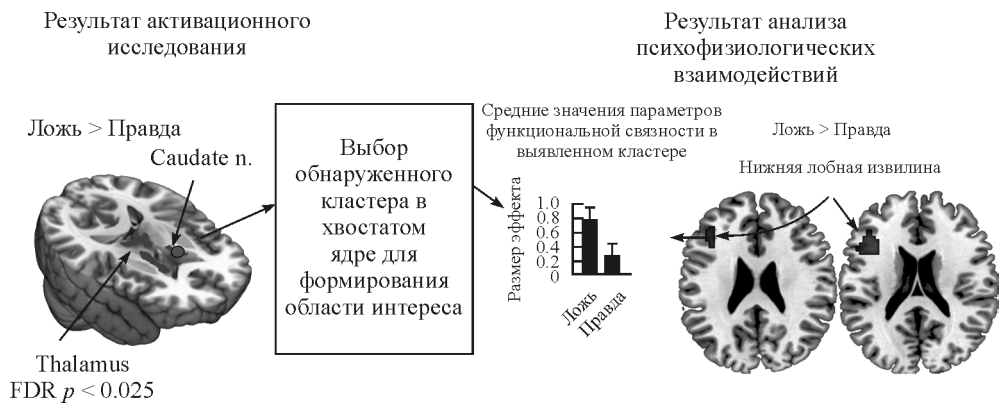 Результат активационного
исследования
Ложь > Правда
Caudate n.
Thalamus
FDR p < 0.025
Выбор
обнаруженного
кластера в
хвостатом
ядре для
формирования
области интереса
Результат анализа
психофизиологических
взаимодействий
Средние значения параметров
функциональной связности в
выявленном кластере
Размер эффекта
1.0
0.8
0.6
0.4
0.2
0
Ложь
Правда
Ложь > Правда
Нижняя лобная извилина